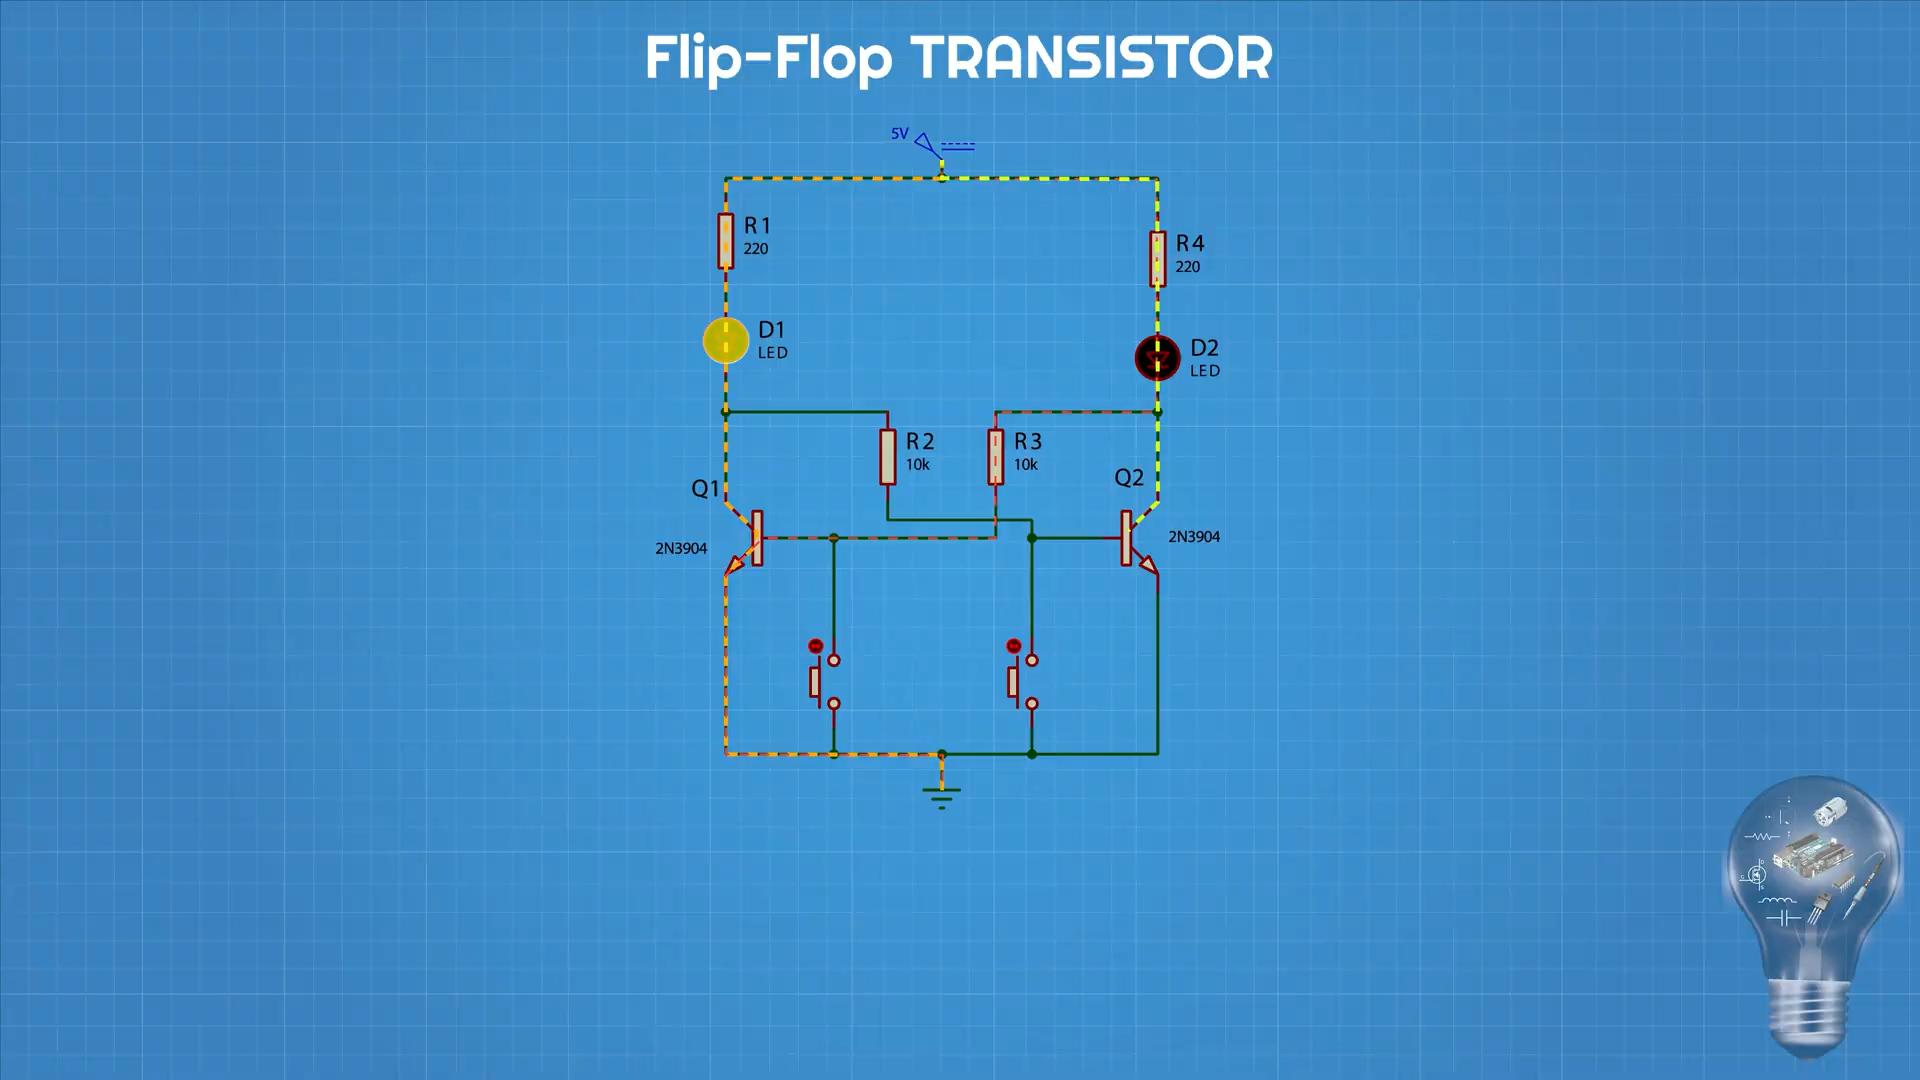 Flip-Flop TRANSISTOR
5V
R1
220
R4
220
D1
LED
D2
LED
R2
10k
R3
10k
Q1
Q2
2N3904
2N3904